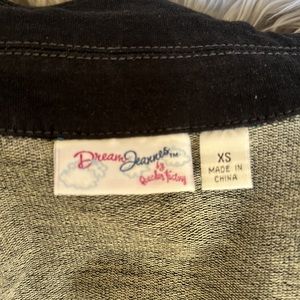 Dream Jeannes™
by
Quacker Factory
XS
MADE IN
CHINA